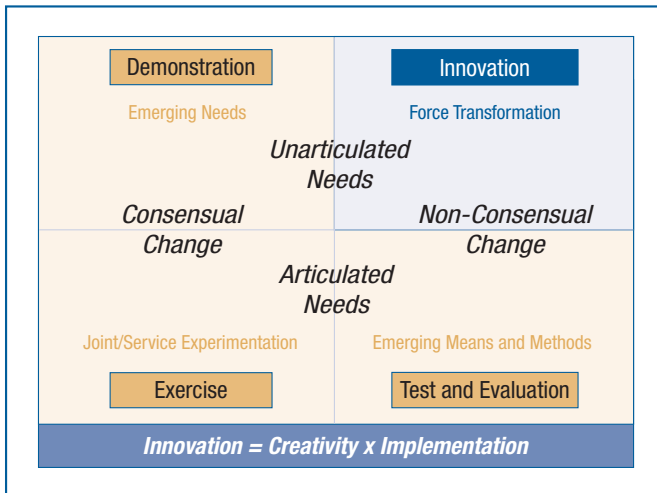 Demonstration
Innovation
Emerging Needs
Force Transformation
Unarticulated
Needs
Consensual
Change
Non-Consensual
Change
Articulated
Needs
Joint/Service Experimentation
Emerging Means and Methods
Exercise
Test and Evaluation
Innovation = Creativity x Implementation